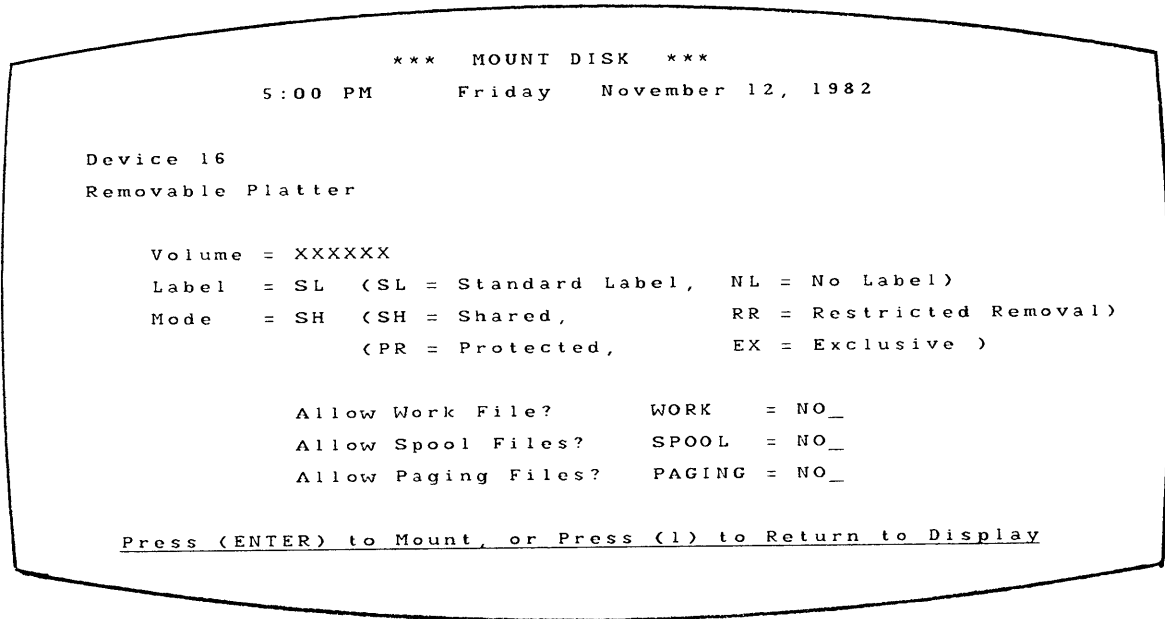 *** MOUNT DISK ***
5:00 PM Friday November 12, 1982
Device 16
Removable Platter
Volume = XXXXXX
Label = SL (SL = Standard Label, NL = No Label)
Mode = SH (SH = Shared, RR = Restricted Removal)
(PR = Protected, EX = Exclusive )
Allow Work File? WORK = NO_
Allow Spool Files? SPOOL = NO_
Allow Paging Files? PAGING = NO_
Press (ENTER) to Mount, or Press (1) to Return to Display